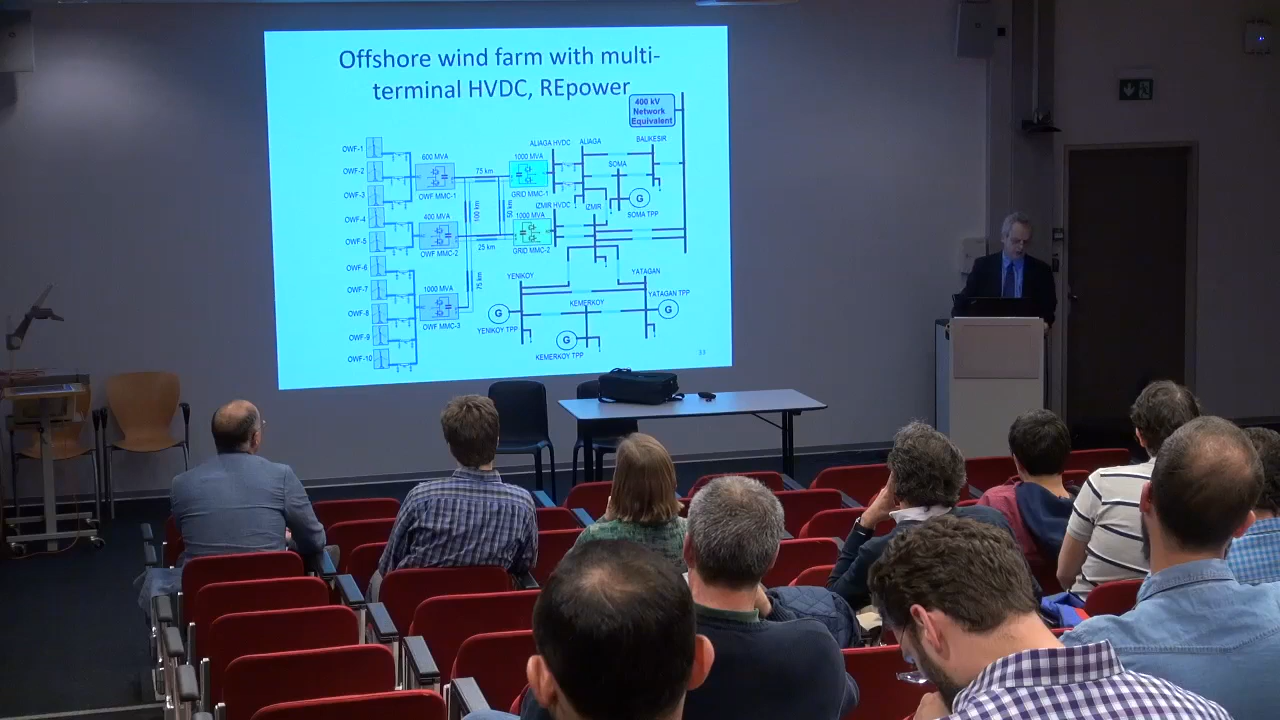 Offshore wind farm with multi-
terminal HVDC, REpower
400 kV
Network
Equivalent
OWF-1
OWF-2
OWF-3
OWF-4
OWF-5
OWF-6
OWF-7
OWF-8
OWF-9
OWF-10
600 MVA
OWF MMC-1
400 MVA
OWF MMC-2
1000 MVA
OWF MMC-3
75 km
100 km
50 km
25 km
75 km
1000 MVA
GRID MMC-1
1000 MVA
GRID MMC-2
ALIAGA HVDC
ALIAGA
BALIKESIR
SOMA
G
SOMA TPP
IZMIR HVDC
IZMIR
YENIKOY
YATAGAN
G
YENIKOY TPP
KEMERKOY
G
KEMERKOY TPP
YATAGAN TPP
G
33